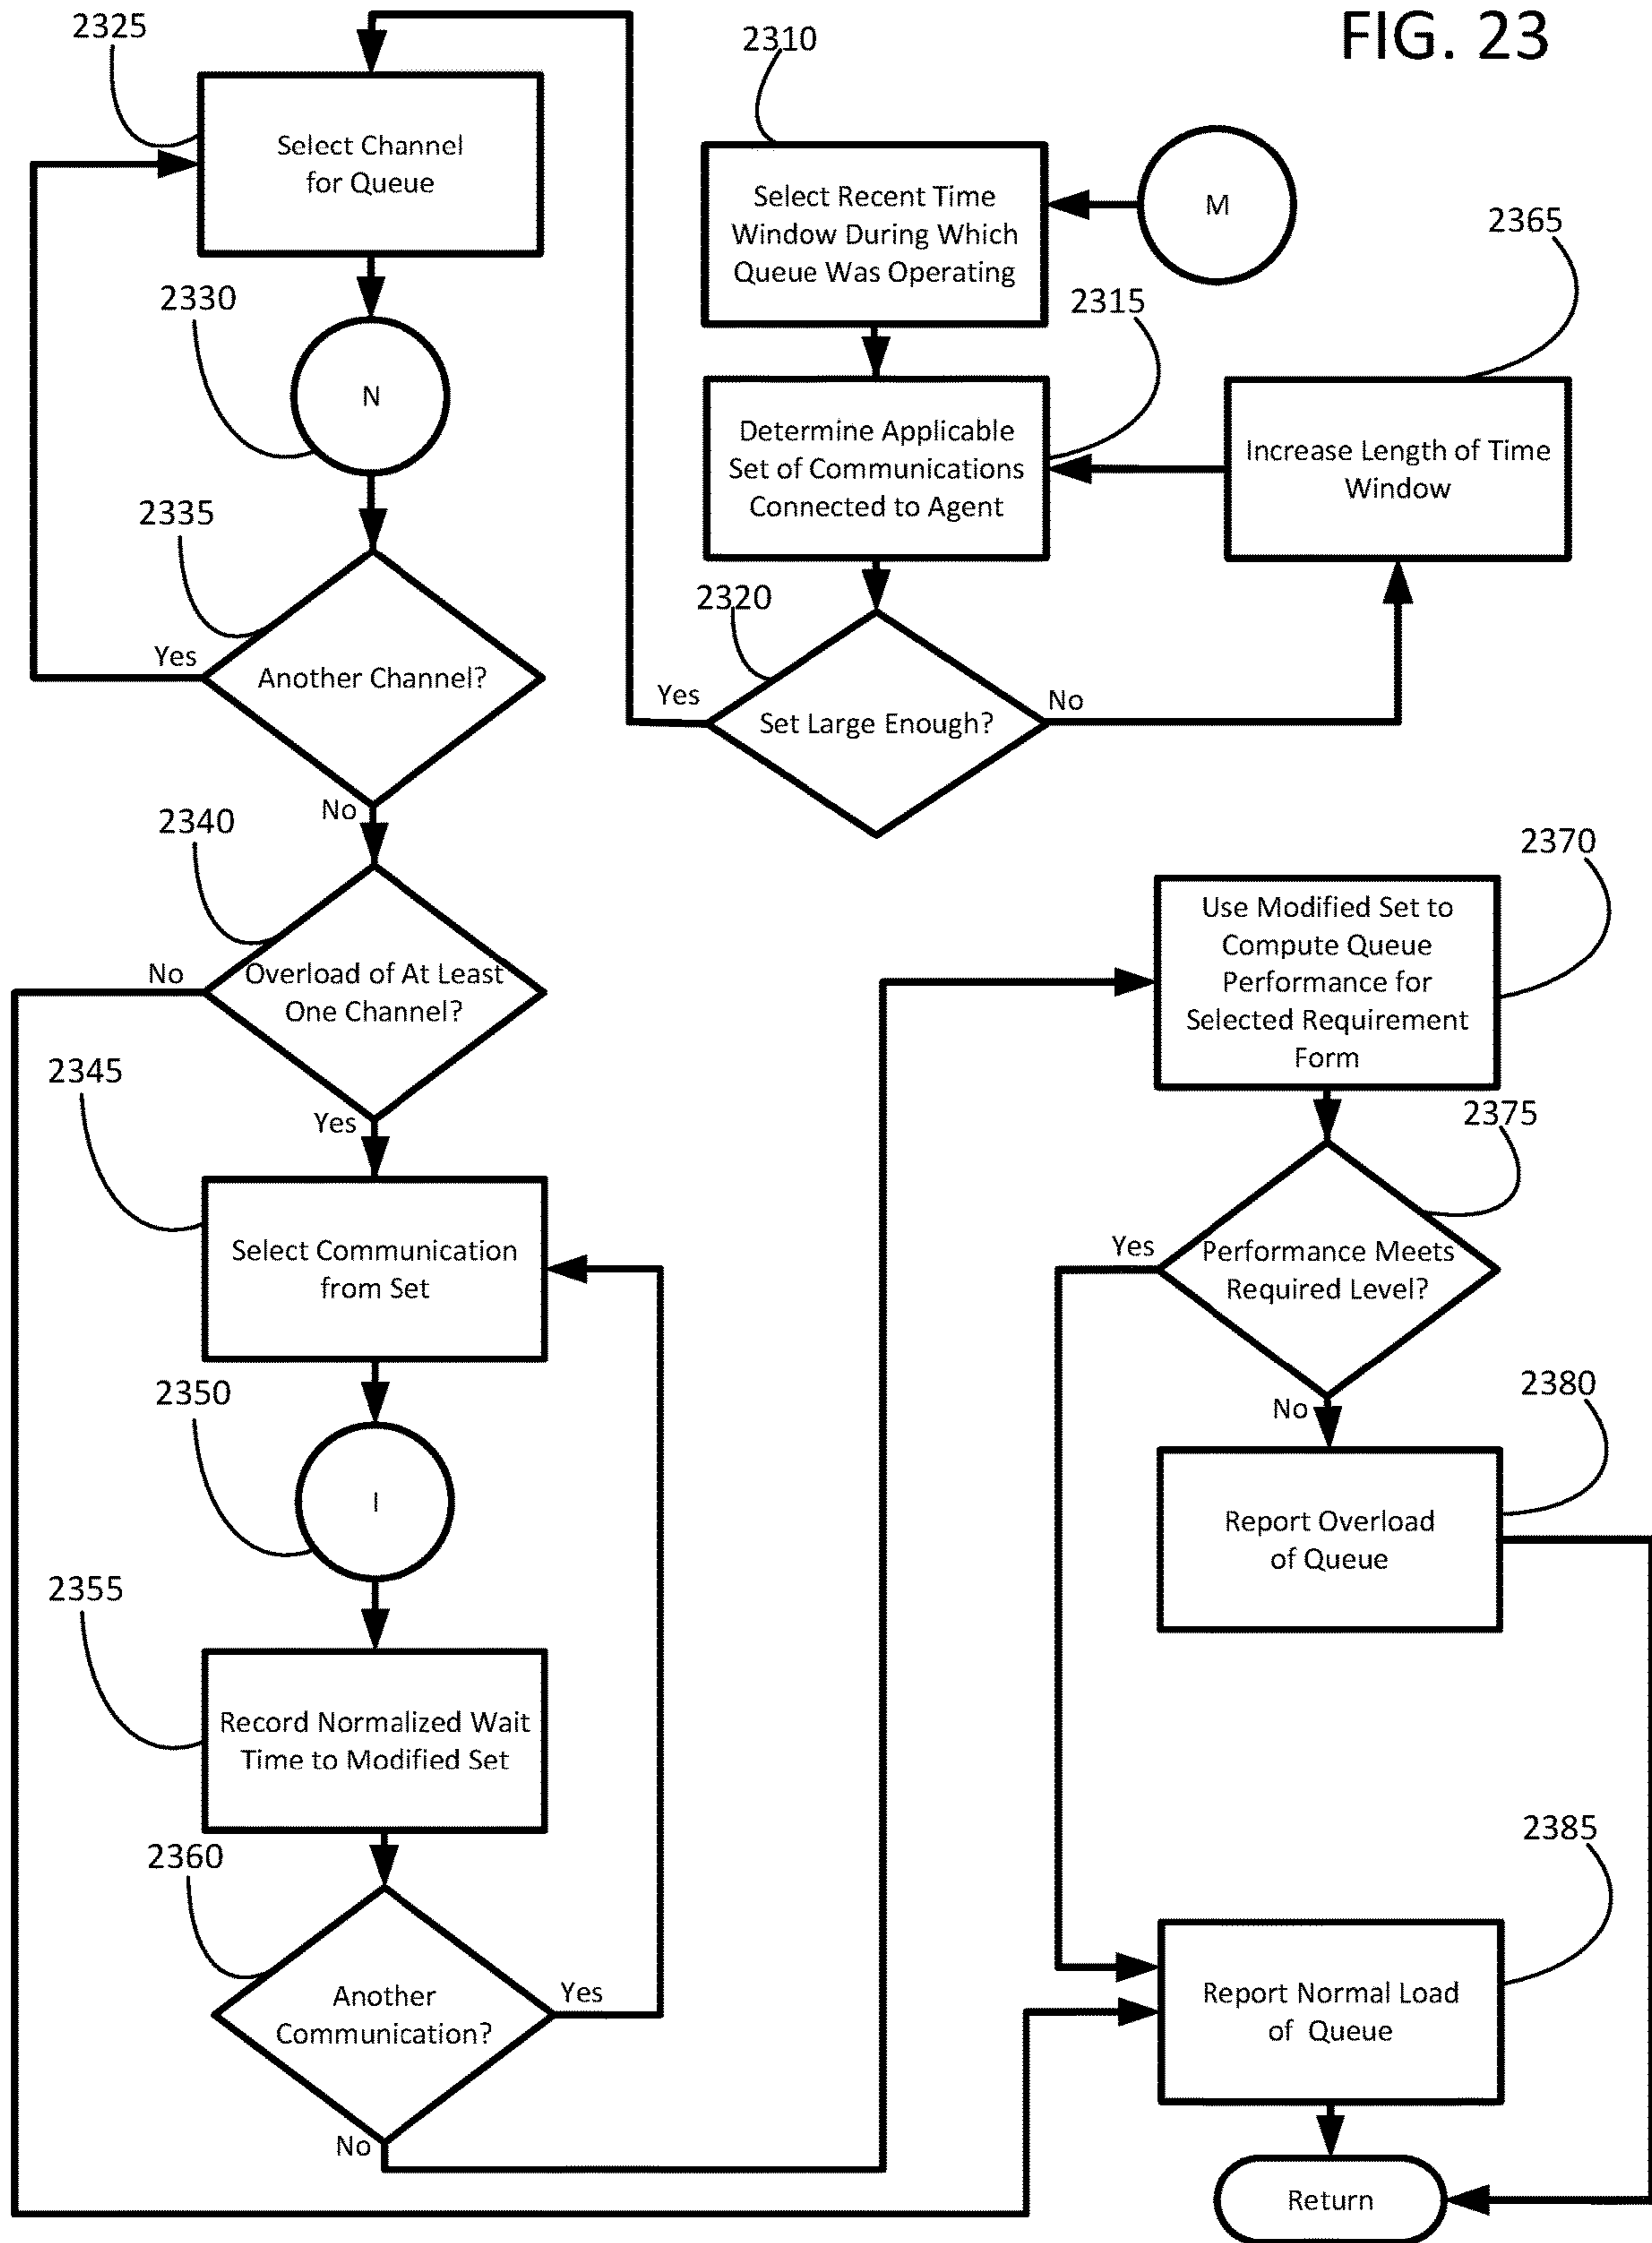 FIG. 23
2310
M
Select Recent Time
Window During Which
Queue Was Operating
2315
Determine Applicable
Set of Communications
Connected to Agent
2365
Increase Length of Time
Window
2320
Set Large Enough?
Yes
No
2325
Select Channel
for Queue
2330
N
2335
Another Channel?
Yes
No
2340
Overload of At Least
One Channel?
No
Yes
2345
Select Communication
from Set
2350
I
2355
Record Normalized Wait
Time to Modified Set
2360
Another
Communication?
Yes
No
2370
Use Modified Set to
Compute Queue
Performance for
Selected Requirement
Form
2375
Performance Meets
Required Level?
Yes
No
2380
Report Overload
of Queue
2385
Report Normal Load
of Queue
Return